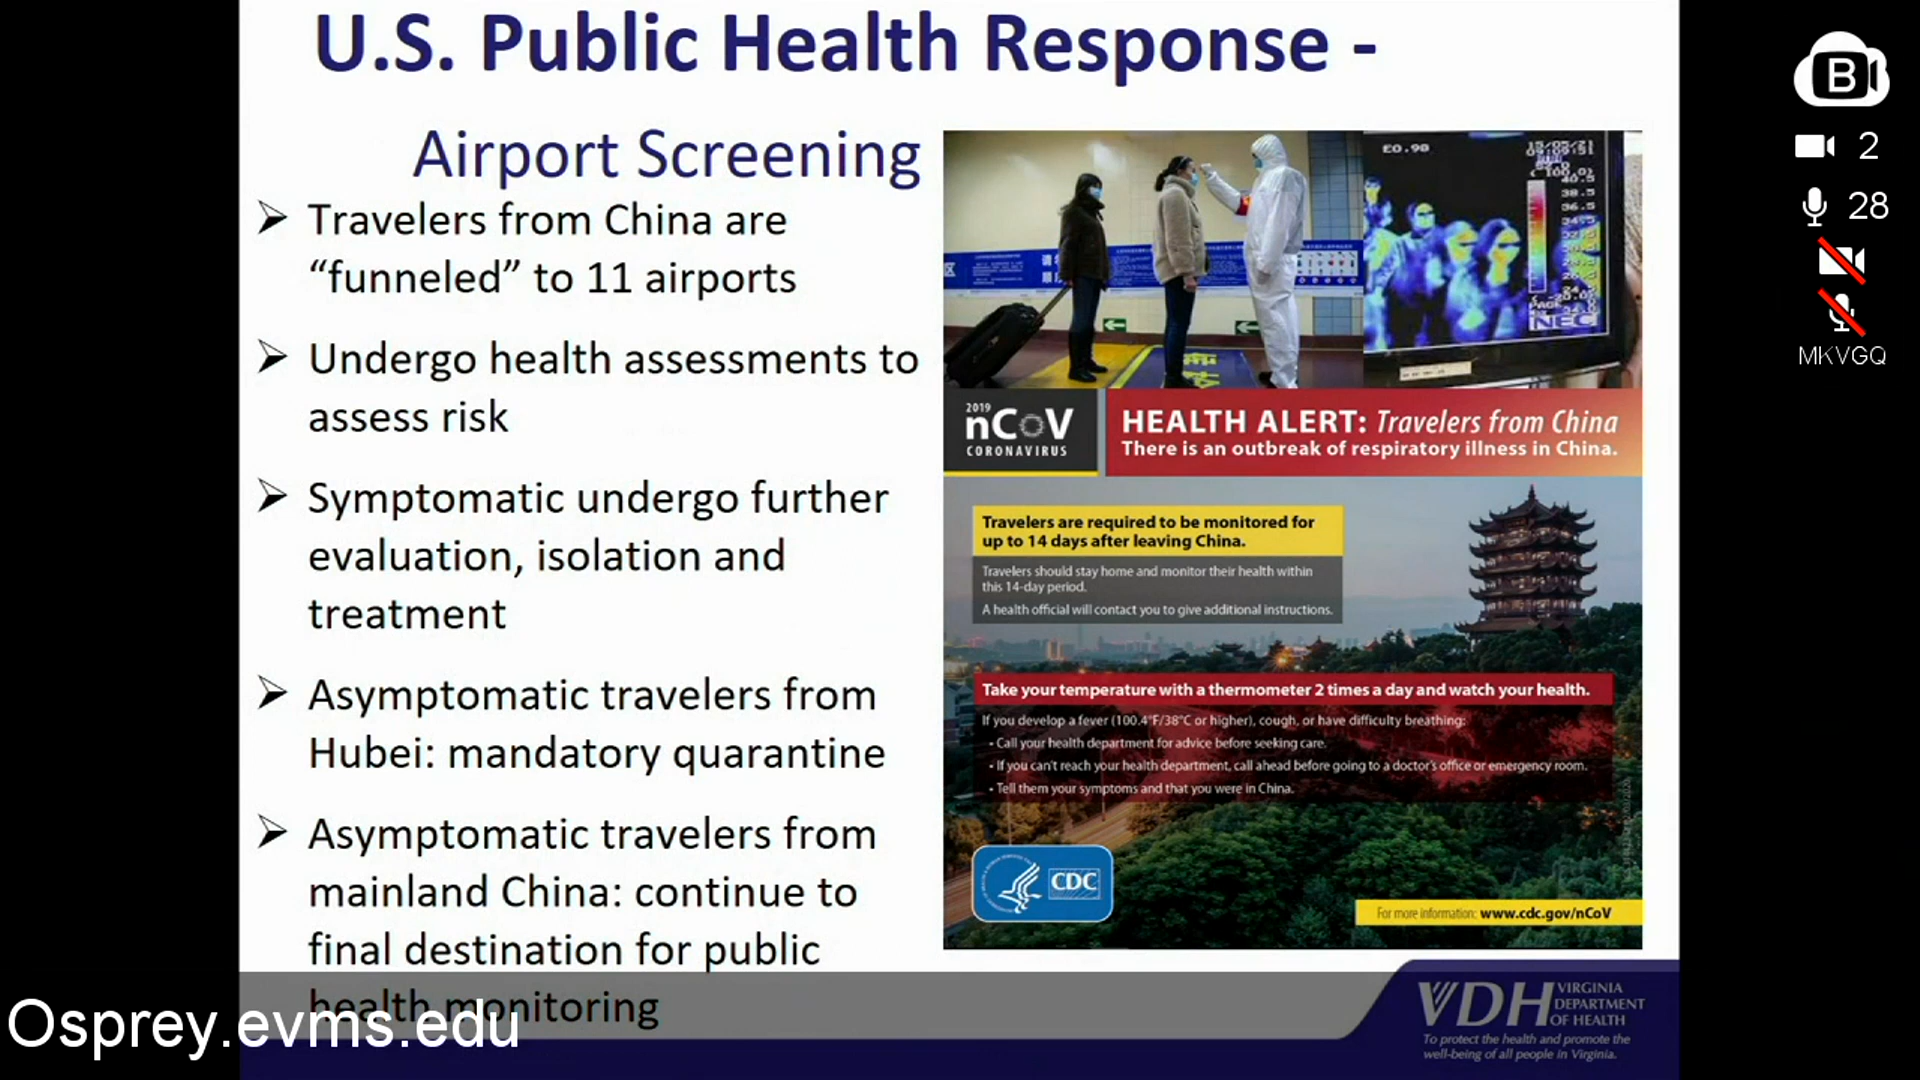 U.S. Public Health Response -
Airport Screening
➢ Travelers from China are
“funneled” to 11 airports
➢ Undergo health assessments to
assess risk
➢ Symptomatic undergo further
evaluation, isolation and
treatment
➢ Asymptomatic travelers from
Hubei: mandatory quarantine
➢ Asymptomatic travelers from
mainland China: continue to
final destination for public
health monitoring
£0.98
40.5
38.5
36.5
NEC
2019
nCoV
CORONAVIRUS
HEALTH ALERT: Travelers from China
There is an outbreak of respiratory illness in China.
Travelers are required to be monitored for
up to 14 days after leaving China.
Travelers should stay home and monitor their health within
this 14-day period.
A health official will contact you to give additional instructions.
Take your temperature with a thermometer 2 times a day and watch your health.
If you develop a fever (100.4°F/38°C or higher), cough, or have difficulty breathing:
• Call your health department for advice before seeking care.
• If you can't reach your health department, call ahead before going to a doctor's office or emergency room.
• Tell them your symptoms and that you were in China.
CDC
For more information: www.cdc.gov/nCoV
VDH VIRGINIA
DEPARTMENT
OF HEALTH
To protect the health and promote the
well-being of all people in Virginia.
Osprey.evms.edu
B
2
28
MKVGQ